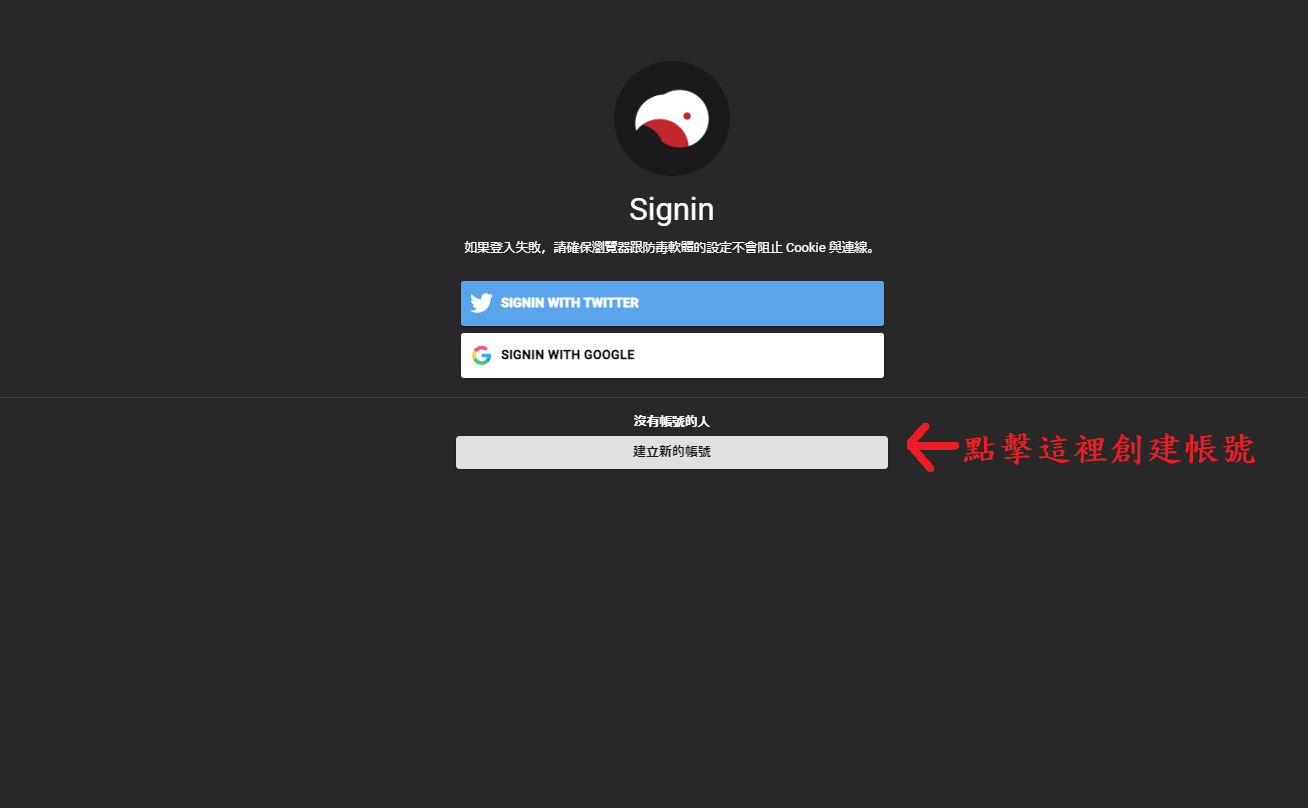 Signin
如果登入失敗，請確保瀏覽器跟防毒軟體的設定不會阻止 Cookie 與連線。
SIGNIN WITH TWITTER
SIGNIN WITH GOOGLE
沒有帳號的人
建立新的帳號
點擊這裡創建帳號